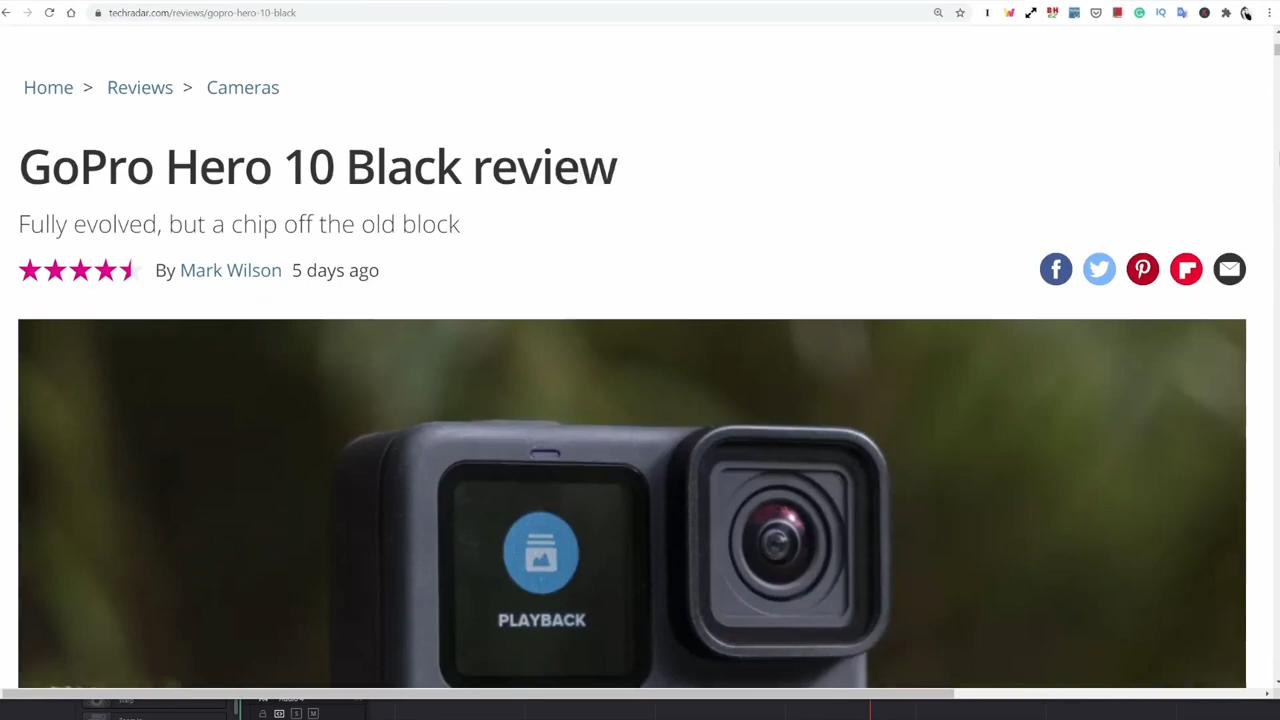 techradar.com/reviews/gopro-hero-10-black
Home > Reviews > Cameras
GoPro Hero 10 Black review
Fully evolved, but a chip off the old block
By Mark Wilson 5 days ago
PLAYBACK